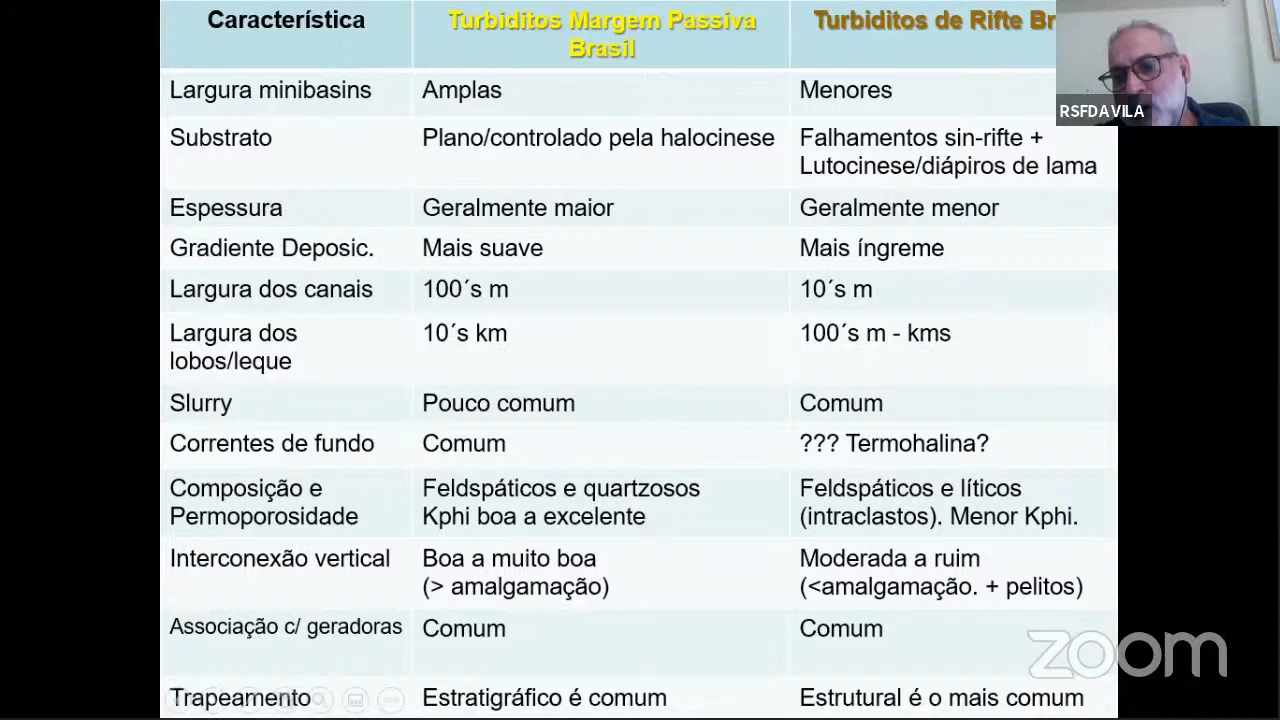 Característica
Turbiditos Margem Passiva
Brasil
Turbiditos de Rifte
RSFDAVILA
Largura minibasins
Amplas
Menores
Substrato
Plano/controlado pela halocinese
Falhamentos sin-rifte +
Lutocinese/diápiros de lama
Espessura
Geralmente maior
Geralmente menor
Gradiente Deposic.
Mais suave
Mais íngreme
Largura dos canais
100´s m
10´s m
Largura dos
lobos/leque
10´s km
100´s m - kms
Slurry
Pouco comum
Comum
Correntes de fundo
Comum
??? Termohalina?
Composição e
Permoporosidade
Feldspáticos e quartzosos
Kphi boa a excelente
Feldspáticos e líticos
(intraclastos). Menor Kphi.
Interconexão vertical
Boa a muito boa
(> amalgamação)
Moderada a ruim
(<amalgamação. + pelitos)
Associação c/ geradoras
Comum
Comum
zoom
Trapeamento
Estratigráfico é comum
Estrutural é o mais comum